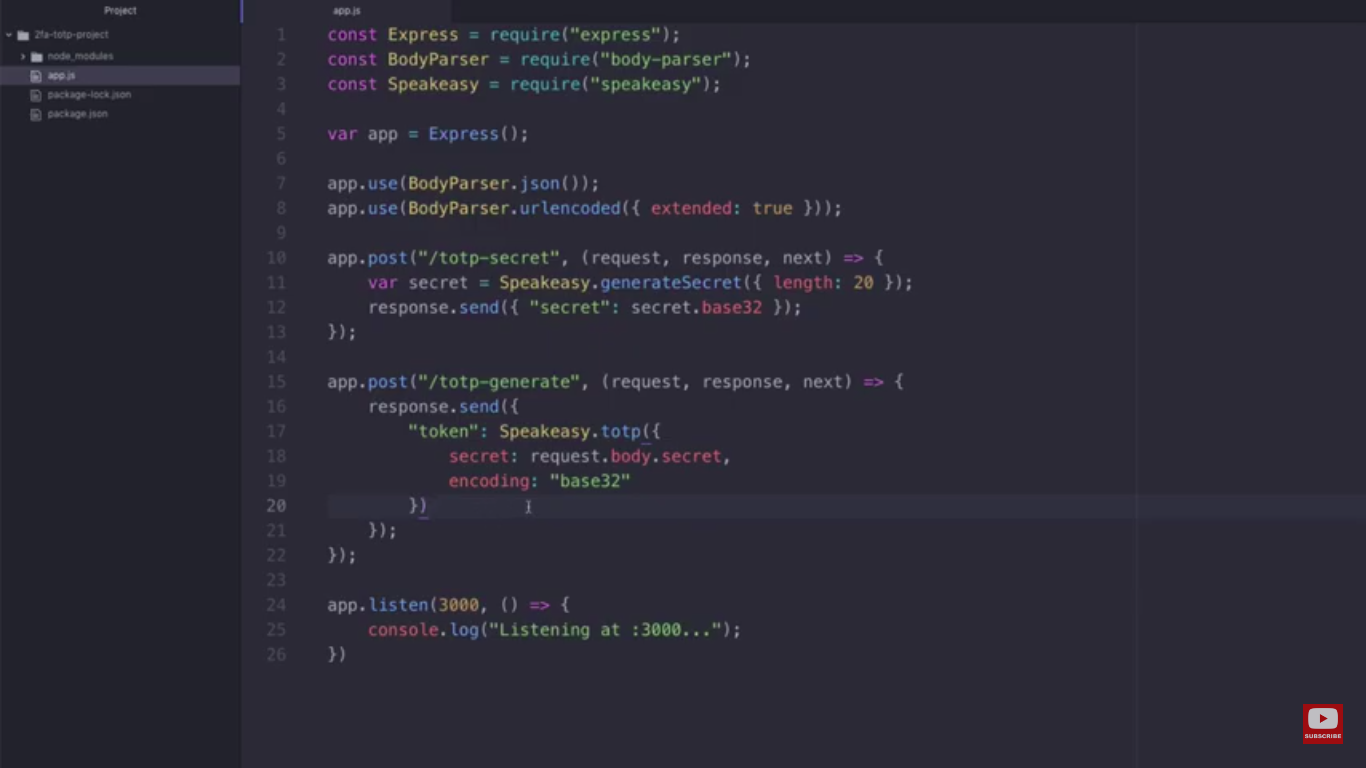 Project
2fa-totp-project
node_modules
app.js
package-lock.json
package.json
app.js
1 const Express = require("express");
2 const BodyParser = require("body-parser");
3 const Speakeasy = require("speakeasy");
4
5 var app = Express();
6
7 app.use(BodyParser.json());
8 app.use(BodyParser.urlencoded({ extended: true }));
9
10 app.post("/totp-secret", (request, response, next) => {
11 var secret = Speakeasy.generateSecret({ length: 20 });
12 response.send({ "secret": secret.base32 });
13 });
14
15 app.post("/totp-generate", (request, response, next) => {
16 response.send({
17 "token": Speakeasy.totp({
18 secret: request.body.secret,
19 encoding: "base32"
20 })
21 });
22 });
23
24 app.listen(3000, () => {
25 console.log("Listening at :3000...");
26 })
SUBSCRIBE